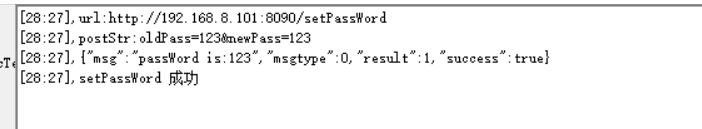 [28:27],url:http://192.168.8.101:8090/setPassWord
[28:27],postStr:oldPass=123&newPass=123
[28:27],{"msg":"passWord is:123","msgtype":0,"result":1,"success":true}
[28:27],setPassWord 成功